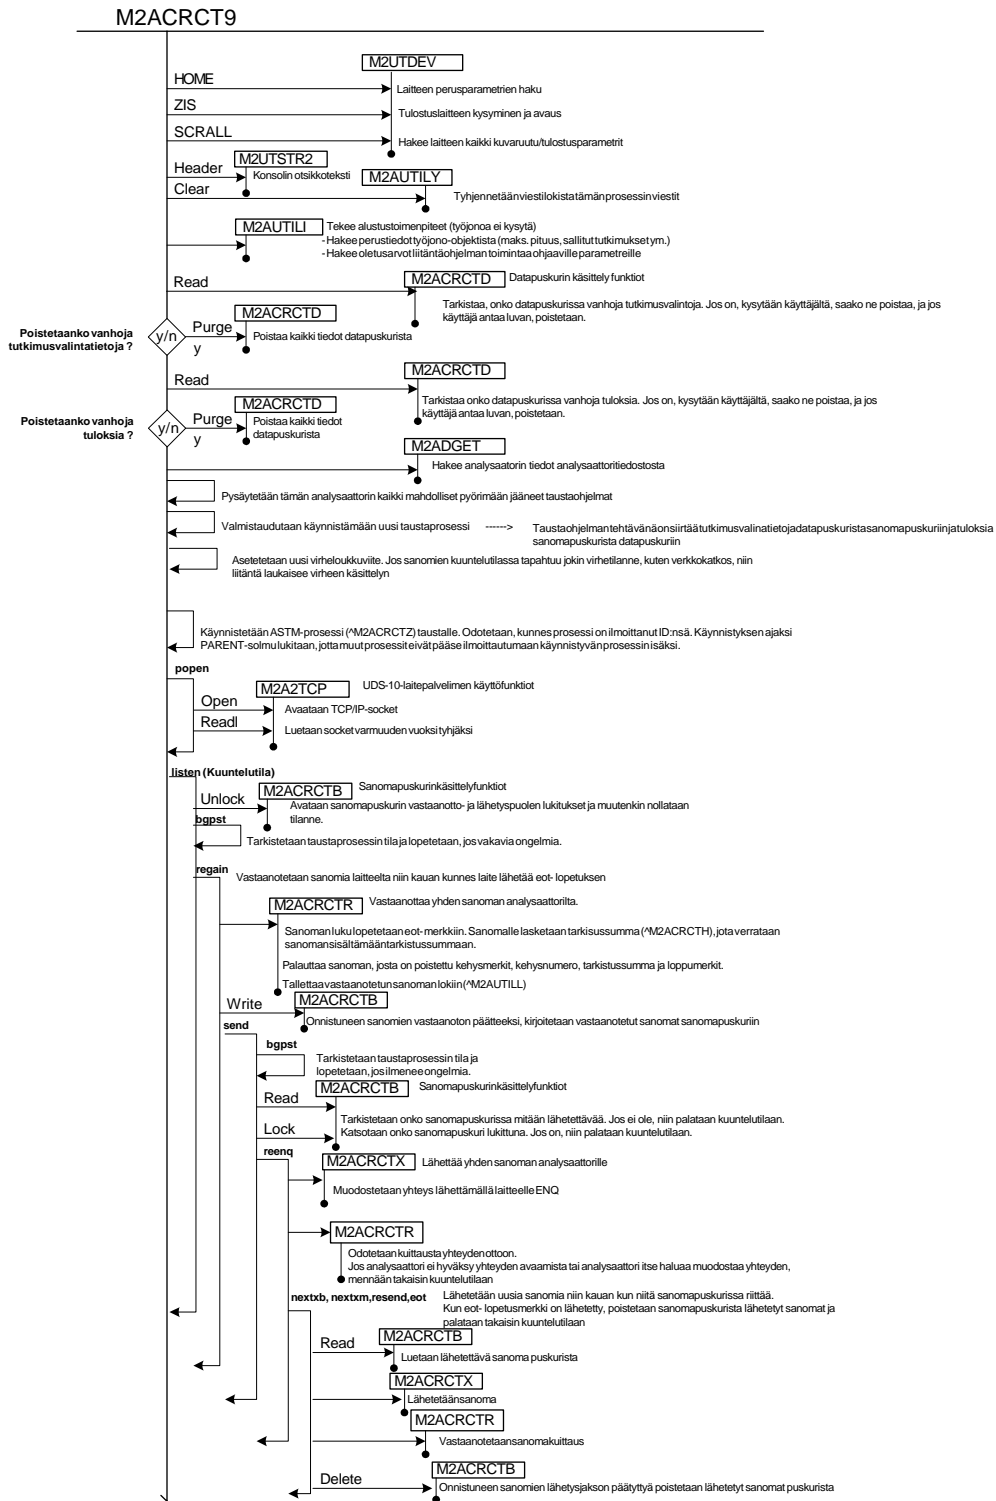 M2ACRCT9
M2UTDEV
HOME
Laitteen perusparametrien haku
ZIS
Tulostuslaitteen kysyminen ja avaus
SCRALL
Hakee laitteen kaikki kuvaruutu/tulostusparametrit
M2UTSTR2
Header
Konsolin otsikkoteksti
M2AUTILY
Clear
Tyhjennetään viestilokista tämän prosessin viestit
M2AUTILI
Tekee alustustoimenpiteet (työjonoa ei kysytä)
- Hakee perustiedot työjono-objektista (maks. pituus, sallitut tutkimukset ym.)
- Hakee oletusarvot liitäntäohjelman toimintaa ohjaaville parametreille
M2ACRCTD
Datapuskurin käsittely funktiot
Read
Tarkistaa, onko datapuskurissa vanhoja tutkimusvalintoja. Jos on, kysytään käyttäjältä, saako ne poistaa, ja jos
käyttäjä antaa luvan, poistetaan.
Poistetaanko vanhoja
tutkimusvalintatietoja ?
y/n
Purge
y
M2ACRCTD
Poistaa kaikki tiedot datapuskurista
M2ACRCTD
Read
Tarkistaa onko datapuskurissa vanhoja tuloksia. Jos on, kysytään käyttäjältä, saako ne poistaa, ja jos
käyttäjä antaa luvan, poistetaan.
Poistetaanko vanhoja
tuloksia ?
y/n
Purge
y
M2ACRCTD
Poistaa kaikki tiedot
datapuskurista
M2ADGET
Hakee analysaatorin tiedot analysaattoritiedostosta
Pysäytetään tämän analysaattorin kaikki mahdolliset pyörimään jääneet taustaohjelmat
Valmistaudutaan käynnistämään uusi taustaprosessi ------> Taustaohjelman tehtävänä on siirtää tutkimusvalinatietoja datapuskurista sanomapuskuriin ja tuloksia
sanomapuskurista datapuskuriin
Asetetetaan uusi virheloukkuviite. Jos sanomien kuuntelutilassa tapahtuu jokin virhetilanne, kuten verkkokatkos, niin
liitäntä laukaisee virheen käsittelyn
Käynnistetään ASTM-prosessi (^M2ACRCTZ) taustalle. Odotetaan, kunnes prosessi on ilmoittanut ID:nsä. Käynnistyksen ajaksi
PARENT-solmu lukitaan, jotta muut prosessit eivät pääse ilmoittautumaan käynnistyvän prosessin isäksi.
popen
M2A2TCP
UDS-10-laitepalvelimen käyttöfunktiot
Open
Avaataan TCP/IP-socket
Readl
Luetaan socket varmuuden vuoksi tyhjäksi
listen (Kuuntelutila)
M2ACRCTB
Sanomapuskurinkäsittelyfunktiot
Unlock
Avataan sanomapuskurin vastaanotto- ja lähetyspuolen lukitukset ja muutenkin nollataan
tilanne.
bgpst
Tarkistetaan taustaprosessin tila ja lopetetaan, jos vakavia ongelmia.
regain
Vastaanotetaan sanomia laitteelta niin kauan kunnes laite lähetää eot- lopetuksen
M2ACRCTR
Vastaanottaa yhden sanoman analysaattorilta.
Sanoman luku lopetetaan eot-merkkiin. Sanomalle lasketaan tarkisussumma (^M2ACRCTH), jota verrataan
sanoman sisältämään tarkistussummaan.
Palauttaa sanoman, josta on poistettu kehysmerkit, kehysnumero, tarkistussumma ja loppumerkit.
Tallettaa vastaanotetun sanoman lokiin (^M2AUTILL)
M2ACRCTB
Write
Onnistuneen sanomien vastaanoton päätteeksi, kirjoitetaan vastaanotetut sanomat sanomapuskuriin
send
bgpst
Tarkistetaan taustaprosessin tila ja
lopetetaan, jos ilmenee ongelmia.
M2ACRCTB
Sanomapuskurinkäsittelyfunktiot
Read
Tarkistetaan onko sanomapuskurissa mitään lähetettävää. Jos ei ole, niin palataan kuuntelutilaan.
Lock
Katsotaan onko sanomapuskuri lukittuna. Jos on, niin palataan kuuntelutilaan.
reenq
M2ACRCTX
Lähettää yhden sanoman analysaattorille
Muodostetaan yhteys lähettämällä laitteelle ENQ
M2ACRCTR
Odotetaan kuittausta yhteyden ottoon.
Jos analysaattori ei hyväksy yhteyden avaamista tai analysaattori itse haluaa muodostaa yhteyden,
mennään takaisin kuuntelutilaan
nextxb, nextxm,resend,eot
Lähetetään uusia sanomia niin kauan kun niitä sanomapuskurissa riittää.
Kun eot- lopetusmerkki on lähetetty, poistetaan sanomapuskurista lähetetyt sanomat ja
palataan takaisin kuuntelutilaan
M2ACRCTB
Read
Luetaan lähetettävä sanoma puskurista
M2ACRCTX
Lähetetään sanoma
M2ACRCTR
Vastaanotetaan sanomakuittaus
M2ACRCTB
Delete
Onnistuneen sanomien lähetysjakson päätyttyä poistetaan lähetetyt sanomat puskurista